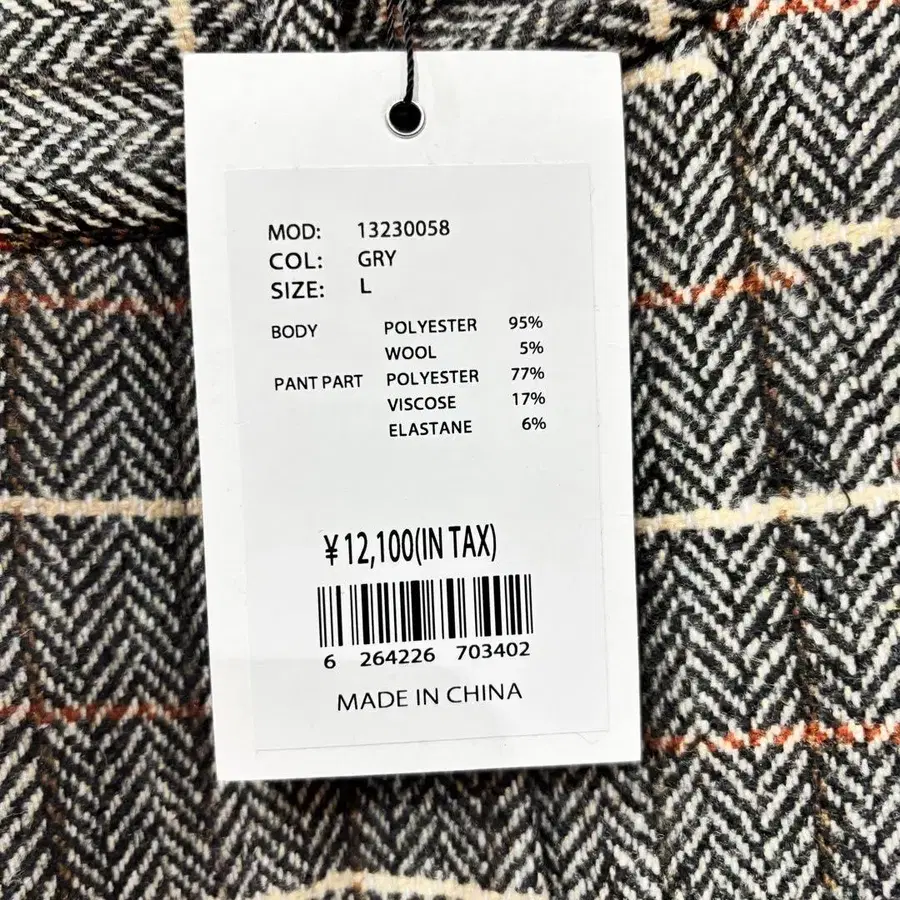 MOD: 13230058
COL: GRY
SIZE: L
BODY POLYESTER 95%
WOOL 5%
PANT PART POLYESTER 77%
VISCOSE 17%
ELASTANE 6%
¥12,100(IN TAX)
6 264226 703402
MADE IN CHINA